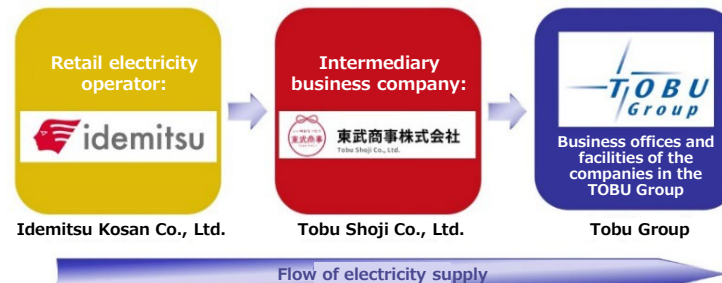 Retail electricity
operator:
idemitsu
Idemitsu Kosan Co., Ltd.
Intermediary
business company:
東武商事
東武商事株式会社
Tobu Shoji Co., Ltd.
Tobu Shoji Co., Ltd.
TOBU
Group
Business offices and
facilities of the
companies in the
TOBU Group
Tobu Group
Flow of electricity supply